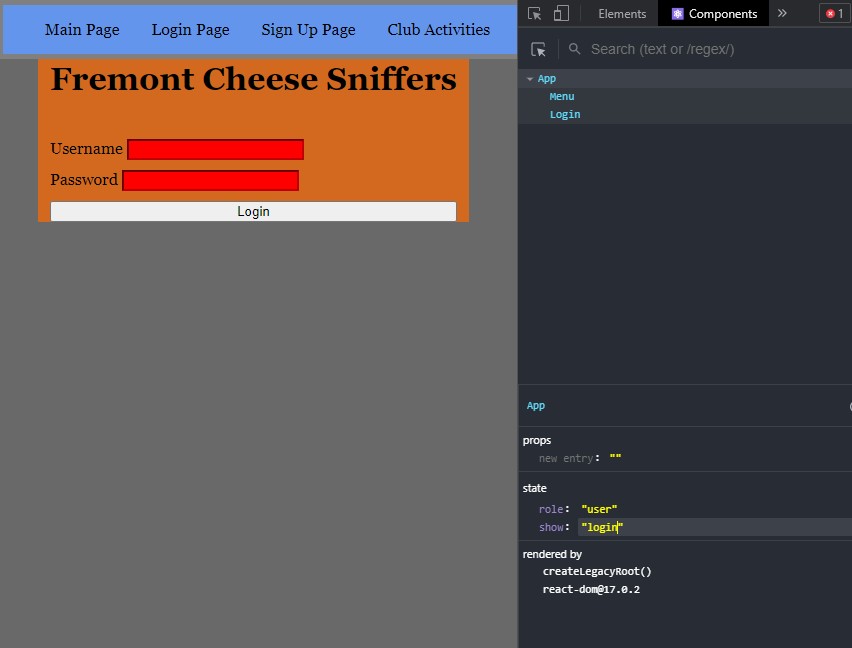 Main Page Login Page Sign Up Page Club Activities
Fremont Cheese Sniffers
Username
Password
Login
Elements Components » 1
Search (text or /regex/)
App
Menu
Login
App
props
new entry: ""
state
role: "user"
show: "login"
rendered by
createLegacyRoot()
react-dom@17.0.2